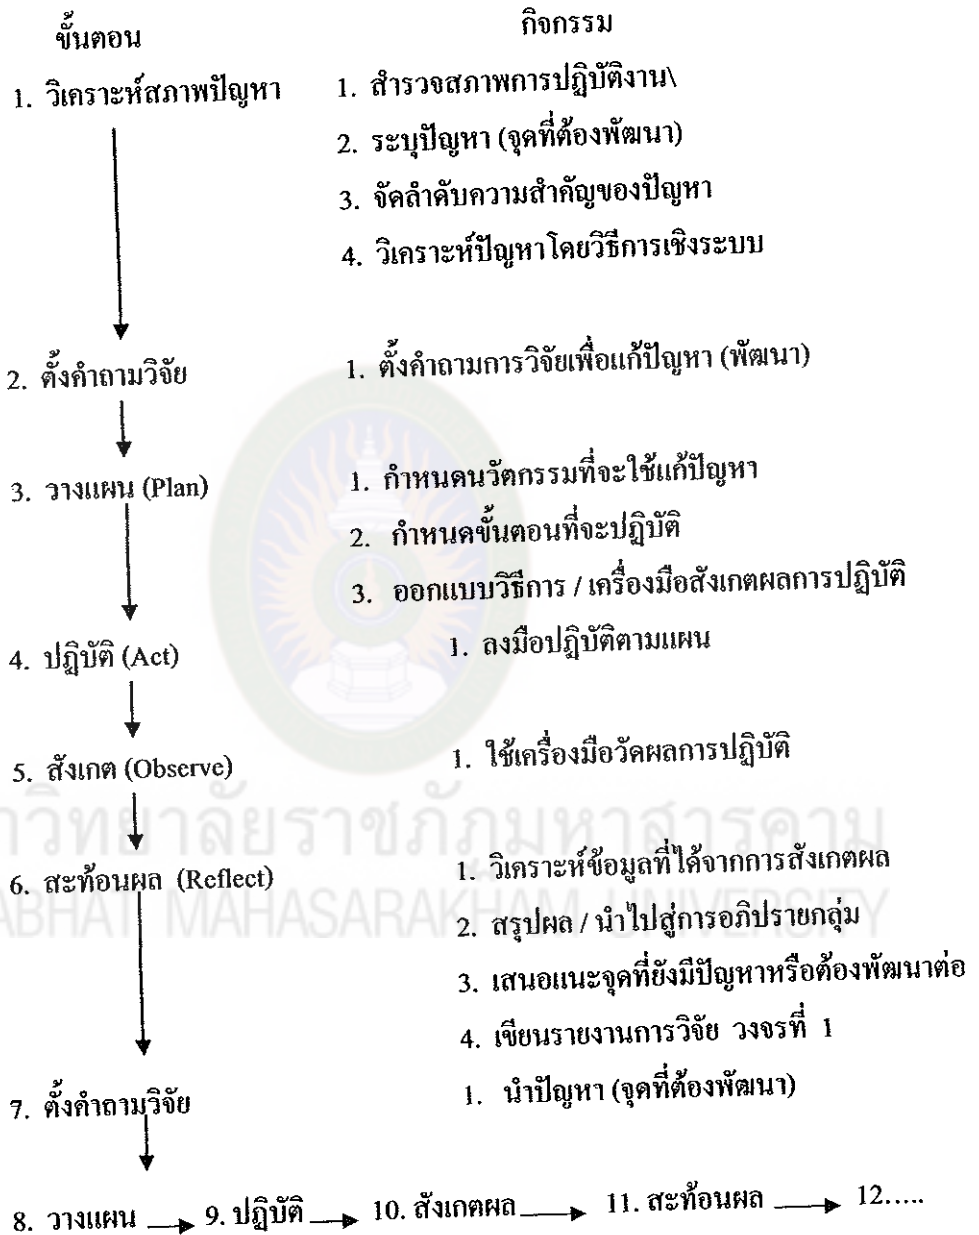 ขั้นตอน กิจกรรม
1. วิเคราะห์สภาพปัญหา 1. สำรวจสภาพการปฏิบัติงาน\
2. ระบุปัญหา (จุดที่ต้องพัฒนา)
3. จัดลำดับความสำคัญของปัญหา
4. วิเคราะห์ปัญหาโดยวิธีการเชิงระบบ
2. ตั้งคำถามวิจัย 1. ตั้งคำถามการวิจัยเพื่อแก้ปัญหา (พัฒนา)
3. วางแผน (Plan) 1. กำหนดนวัตกรรมที่จะใช้แก้ปัญหา
2. กำหนดขั้นตอนที่จะปฏิบัติ
3. ออกแบบวิธีการ / เครื่องมือสังเกตผลการปฏิบัติ
4. ปฏิบัติ (Act) 1. ลงมือปฏิบัติตามแผน
5. สังเกต (Observe) 1. ใช้เครื่องมือวัดผลการปฏิบัติ
าวิทยาลัยราชภัฏมหาสารคาม
6. สะท้อนผล (Reflect) 1. วิเคราะห์ข้อมูลที่ได้จากการสังเกตผล
ABHAT MAHASARAKHAM UNIVERSITY
2. สรุปผล / นำไปสู่การอภิปรายกลุ่ม
3. เสนอแนะจุดที่ยังมีปัญหาหรือต้องพัฒนาต่อ
4. เขียนรายงานการวิจัย วงจรที่ 1
7. ตั้งคำถามวิจัย 1. นำปัญหา (จุดที่ต้องพัฒนา)
8. วางแผน 9. ปฏิบัติ 10. สังเกตผล 11. สะท้อนผล 12.....